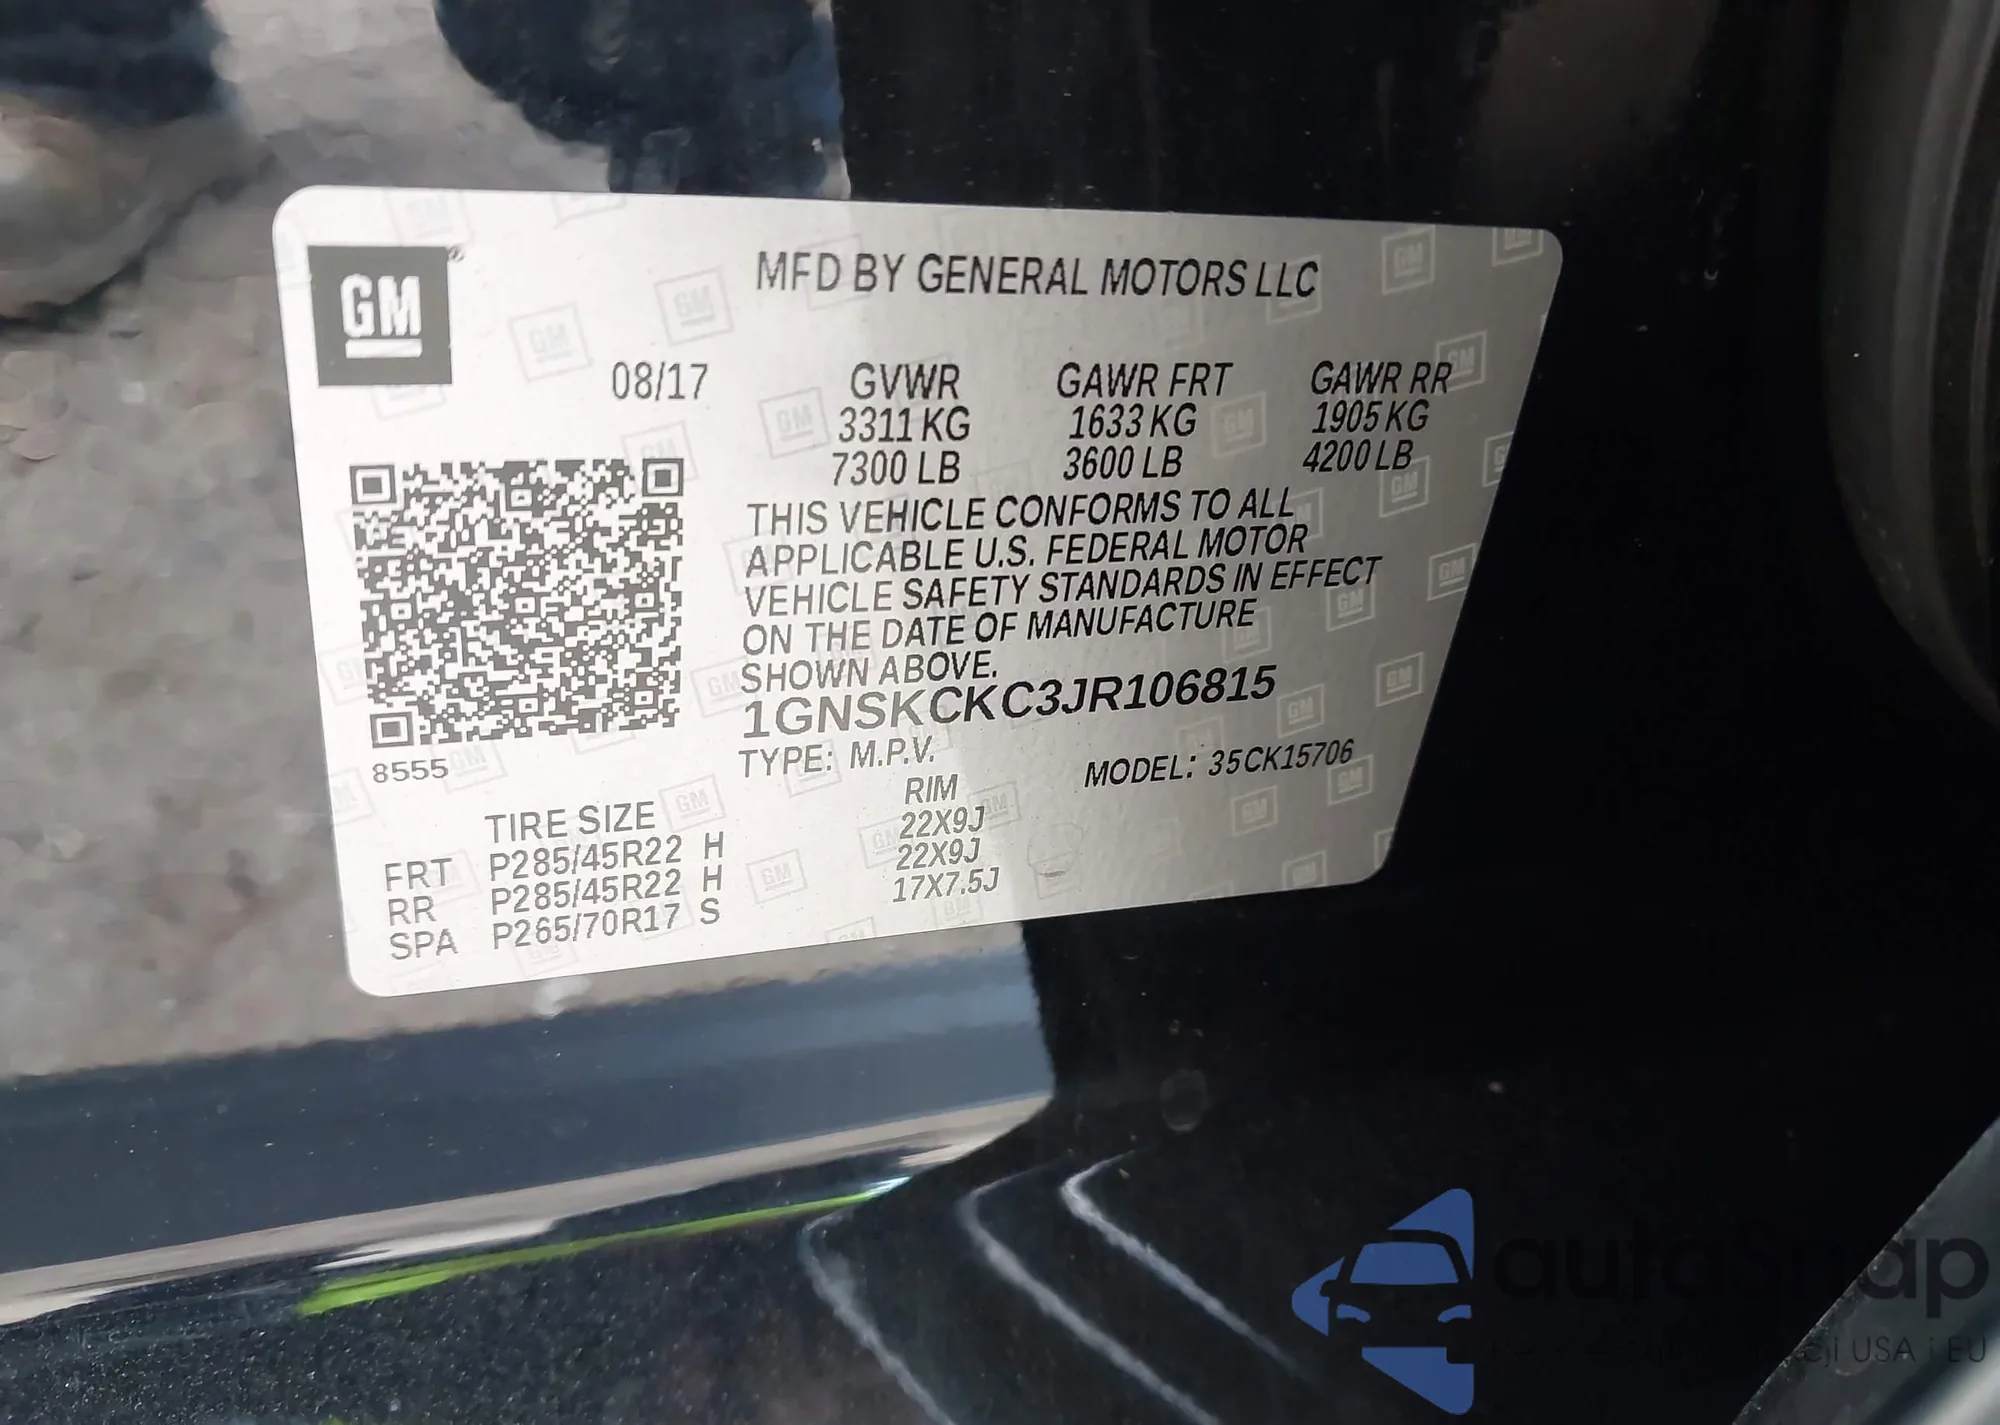 GM
MFD BY GENERAL MOTORS LLC
08/17 GVWR GAWR FRT GAWR RR
3311 KG 1633 KG 1905 KG
7300 LB 3600 LB 4200 LB
THIS VEHICLE CONFORMS TO ALL
APPLICABLE U.S. FEDERAL MOTOR
VEHICLE SAFETY STANDARDS IN EFFECT
ON THE DATE OF MANUFACTURE
SHOWN ABOVE.
1GNSKCKC3JR106815
8555 TYPE: M.P.V. MODEL: 35CK15706
TIRE SIZE RIM
FRT P285/45R22 H 22X9J
RR P285/45R22 H 22X9J
SPA P265/70R17 S 17X7.5J
autoSnap
USA i EU